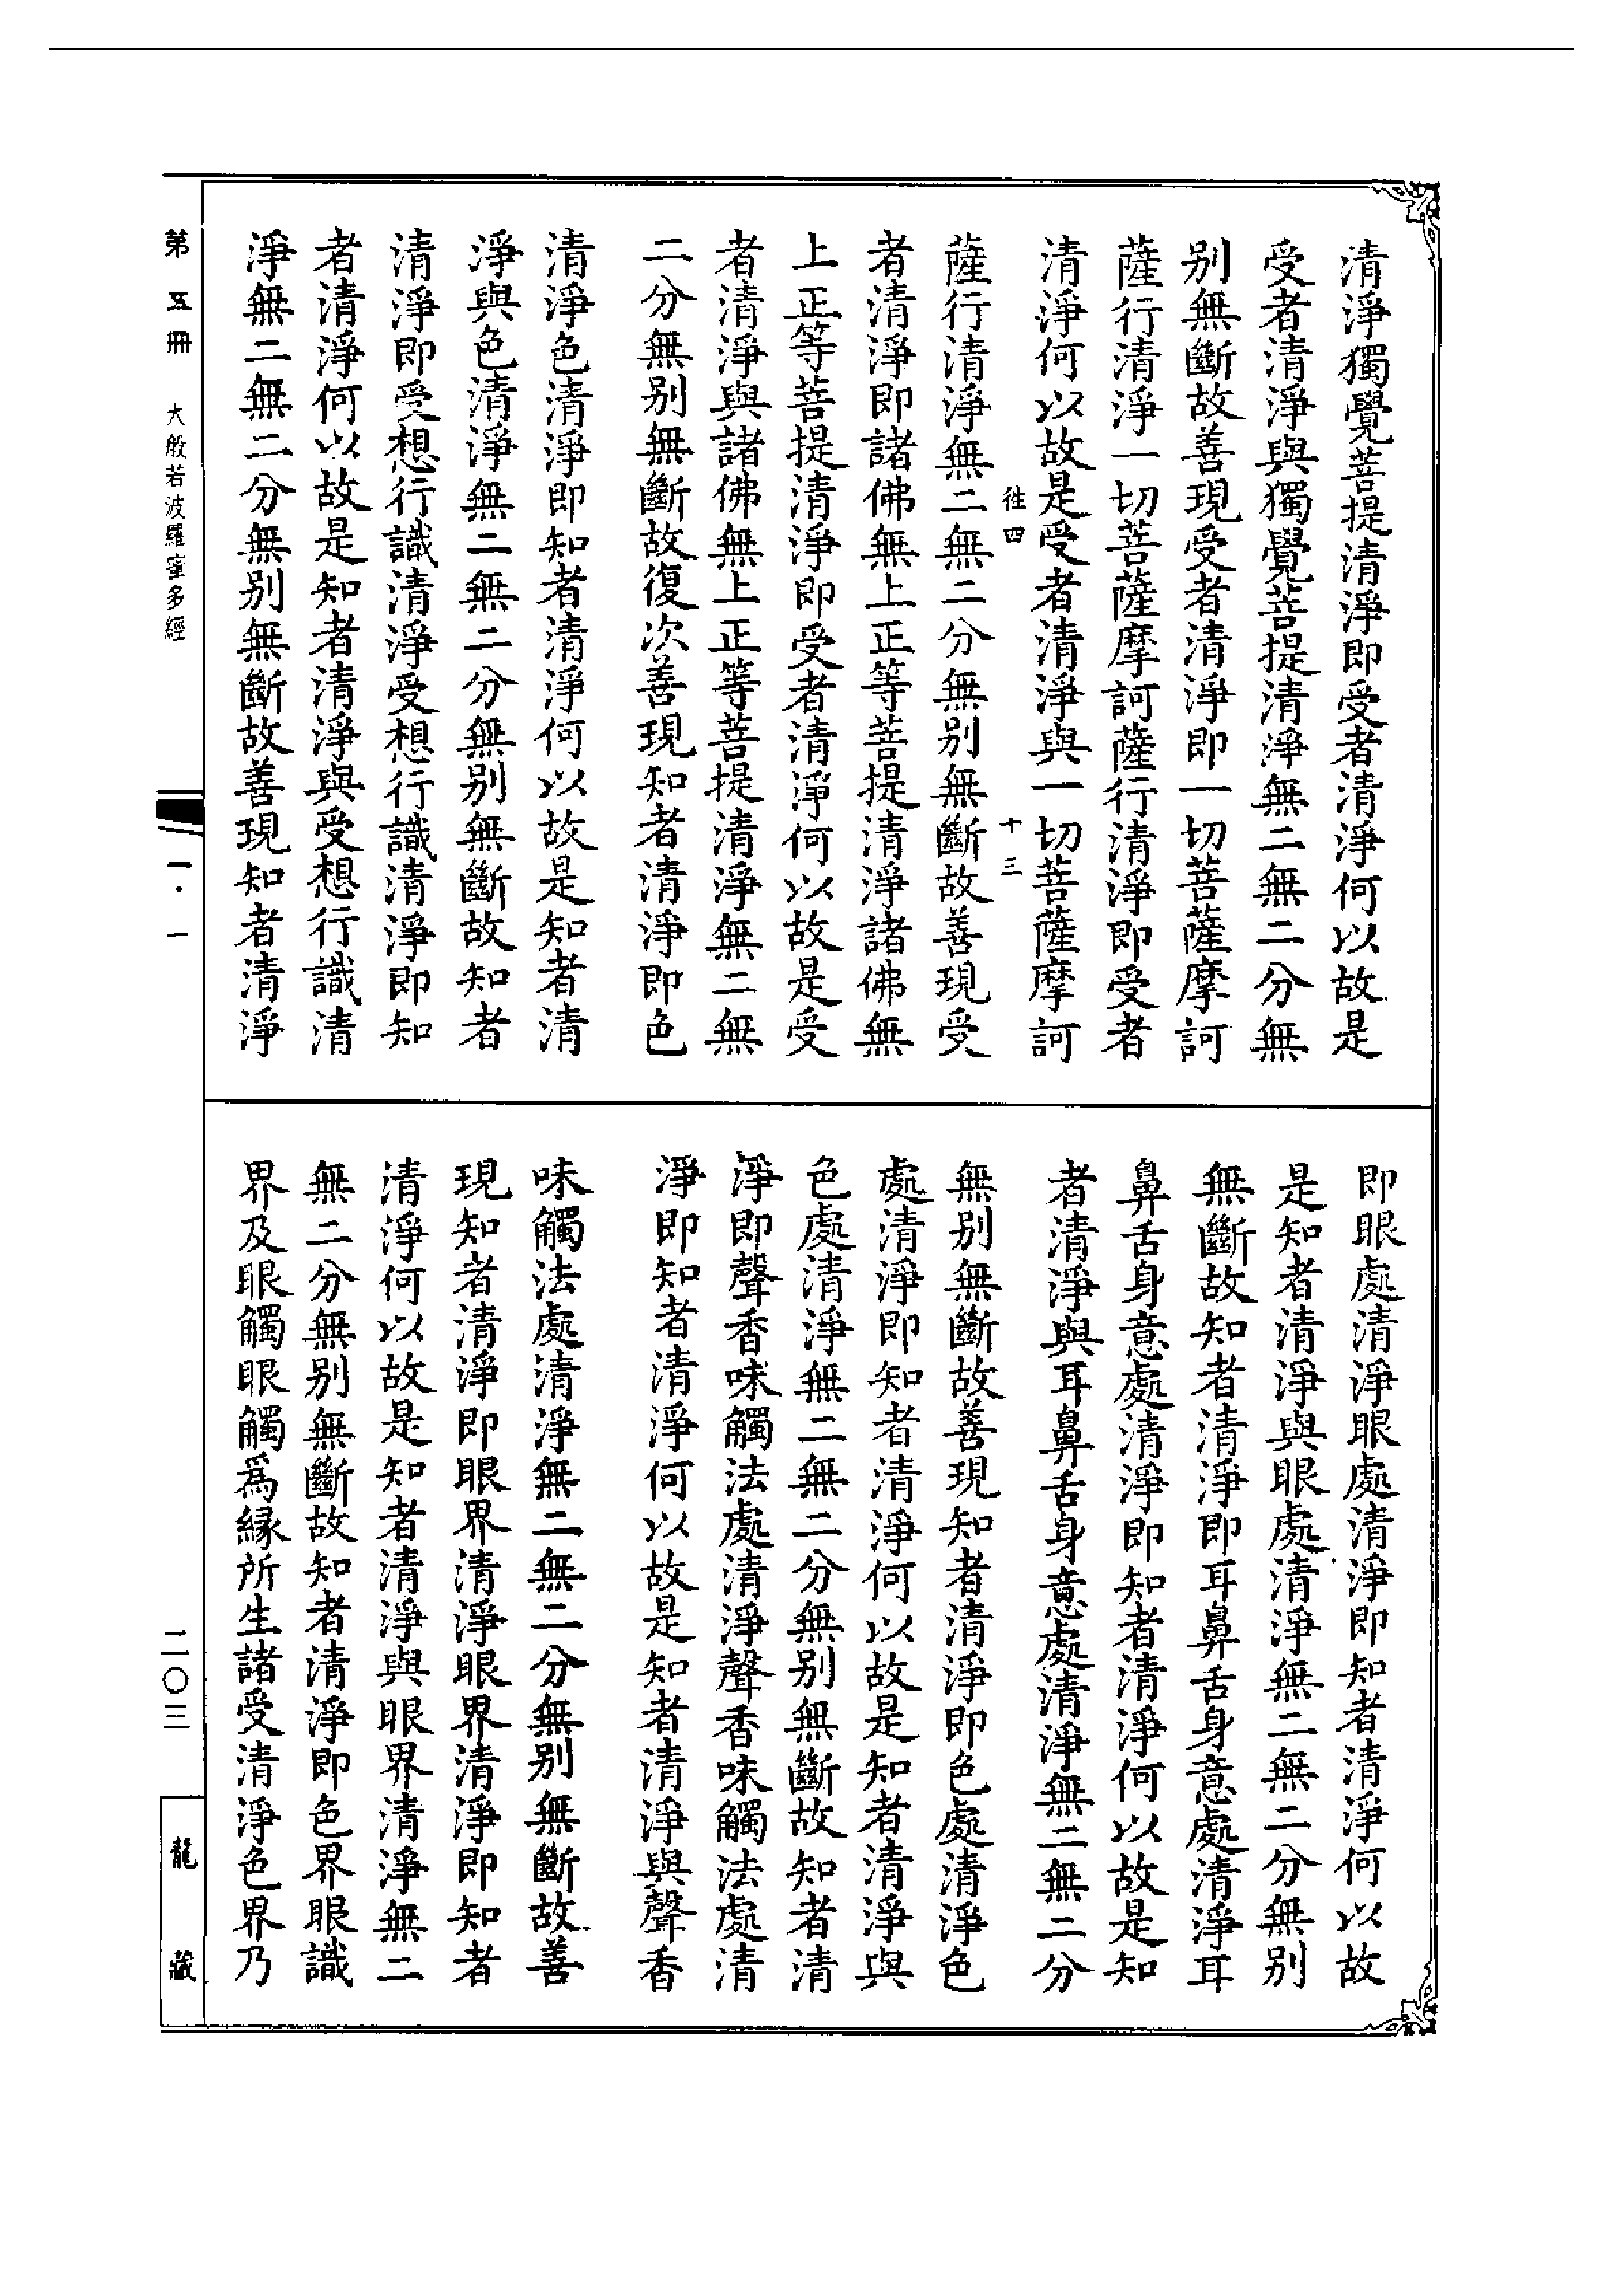 清淨獨覺菩提清淨即受者清淨何以故是
受者清淨與獨覺菩提清淨無二無二分無
别無斷故善現受者清淨即一切菩薩摩訶
薩行清淨一切菩薩摩訶薩行清淨即受者
清淨何以故是受者清淨與一切菩薩摩訶
徃四 十三
薩行清淨無二無二分無别無斷故善現受
者清淨即諸佛無上正等菩提清淨諸佛無
上正等菩提清淨即受者清淨何以故是受
者清淨與諸佛無上正等菩提清淨無二無
二分無别無斷故復次善現知者清淨即色
清淨色清淨即知者清淨何以故是知者清
淨與色清淨無二無二分無别無斷故知者
清淨即受想行識清淨受想行識清淨即知
者清淨何以故是知者清淨與受想行識清
淨無二無二分無别無斷故善現知者清淨
即眼處清淨眼處清淨即知者清淨何以故
是知者清淨與眼處清淨無二無二分無别
無斷故知者清淨即耳鼻舌身意處清淨耳
鼻舌身意處清淨即知者清淨何以故是知
者清淨與耳鼻舌身意處清淨無二無二分
無别無斷故善現知者清淨即色處清淨色
處清淨即知者清淨何以故是知者清淨與
色處清淨無二無二分無别無斷故知者清
淨即聲香味觸法處清淨聲香味觸法處清
淨即知者清淨何以故是知者清淨與聲香
味觸法處清淨無二無二分無别無斷故善
現知者清淨即眼界清淨眼界清淨即知者
清淨何以故是知者清淨與眼界清淨無二
無二分無别無斷故知者清淨即色界眼識
界及眼觸眼觸爲緣所生諸受清淨色界乃
第五冊 大般若波羅蜜多經 一·一 二〇三 龍藏